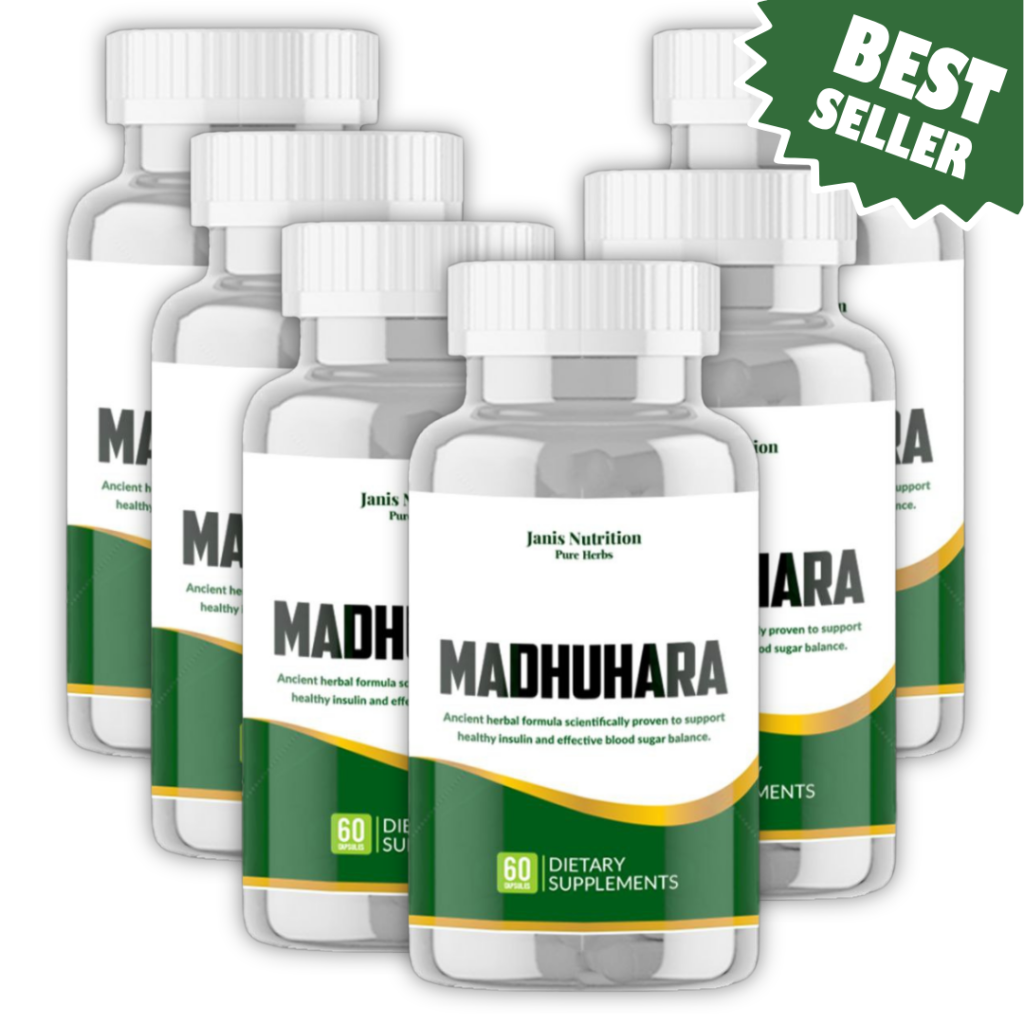 BEST
SELLER
Janis Nutrition
Pure Herbs
MADHUHARA
Ancient herbal formula scientifically proven to support
healthy insulin and effective blood sugar balance.
60
CAPSULES
DIETARY
SUPPLEMENTS